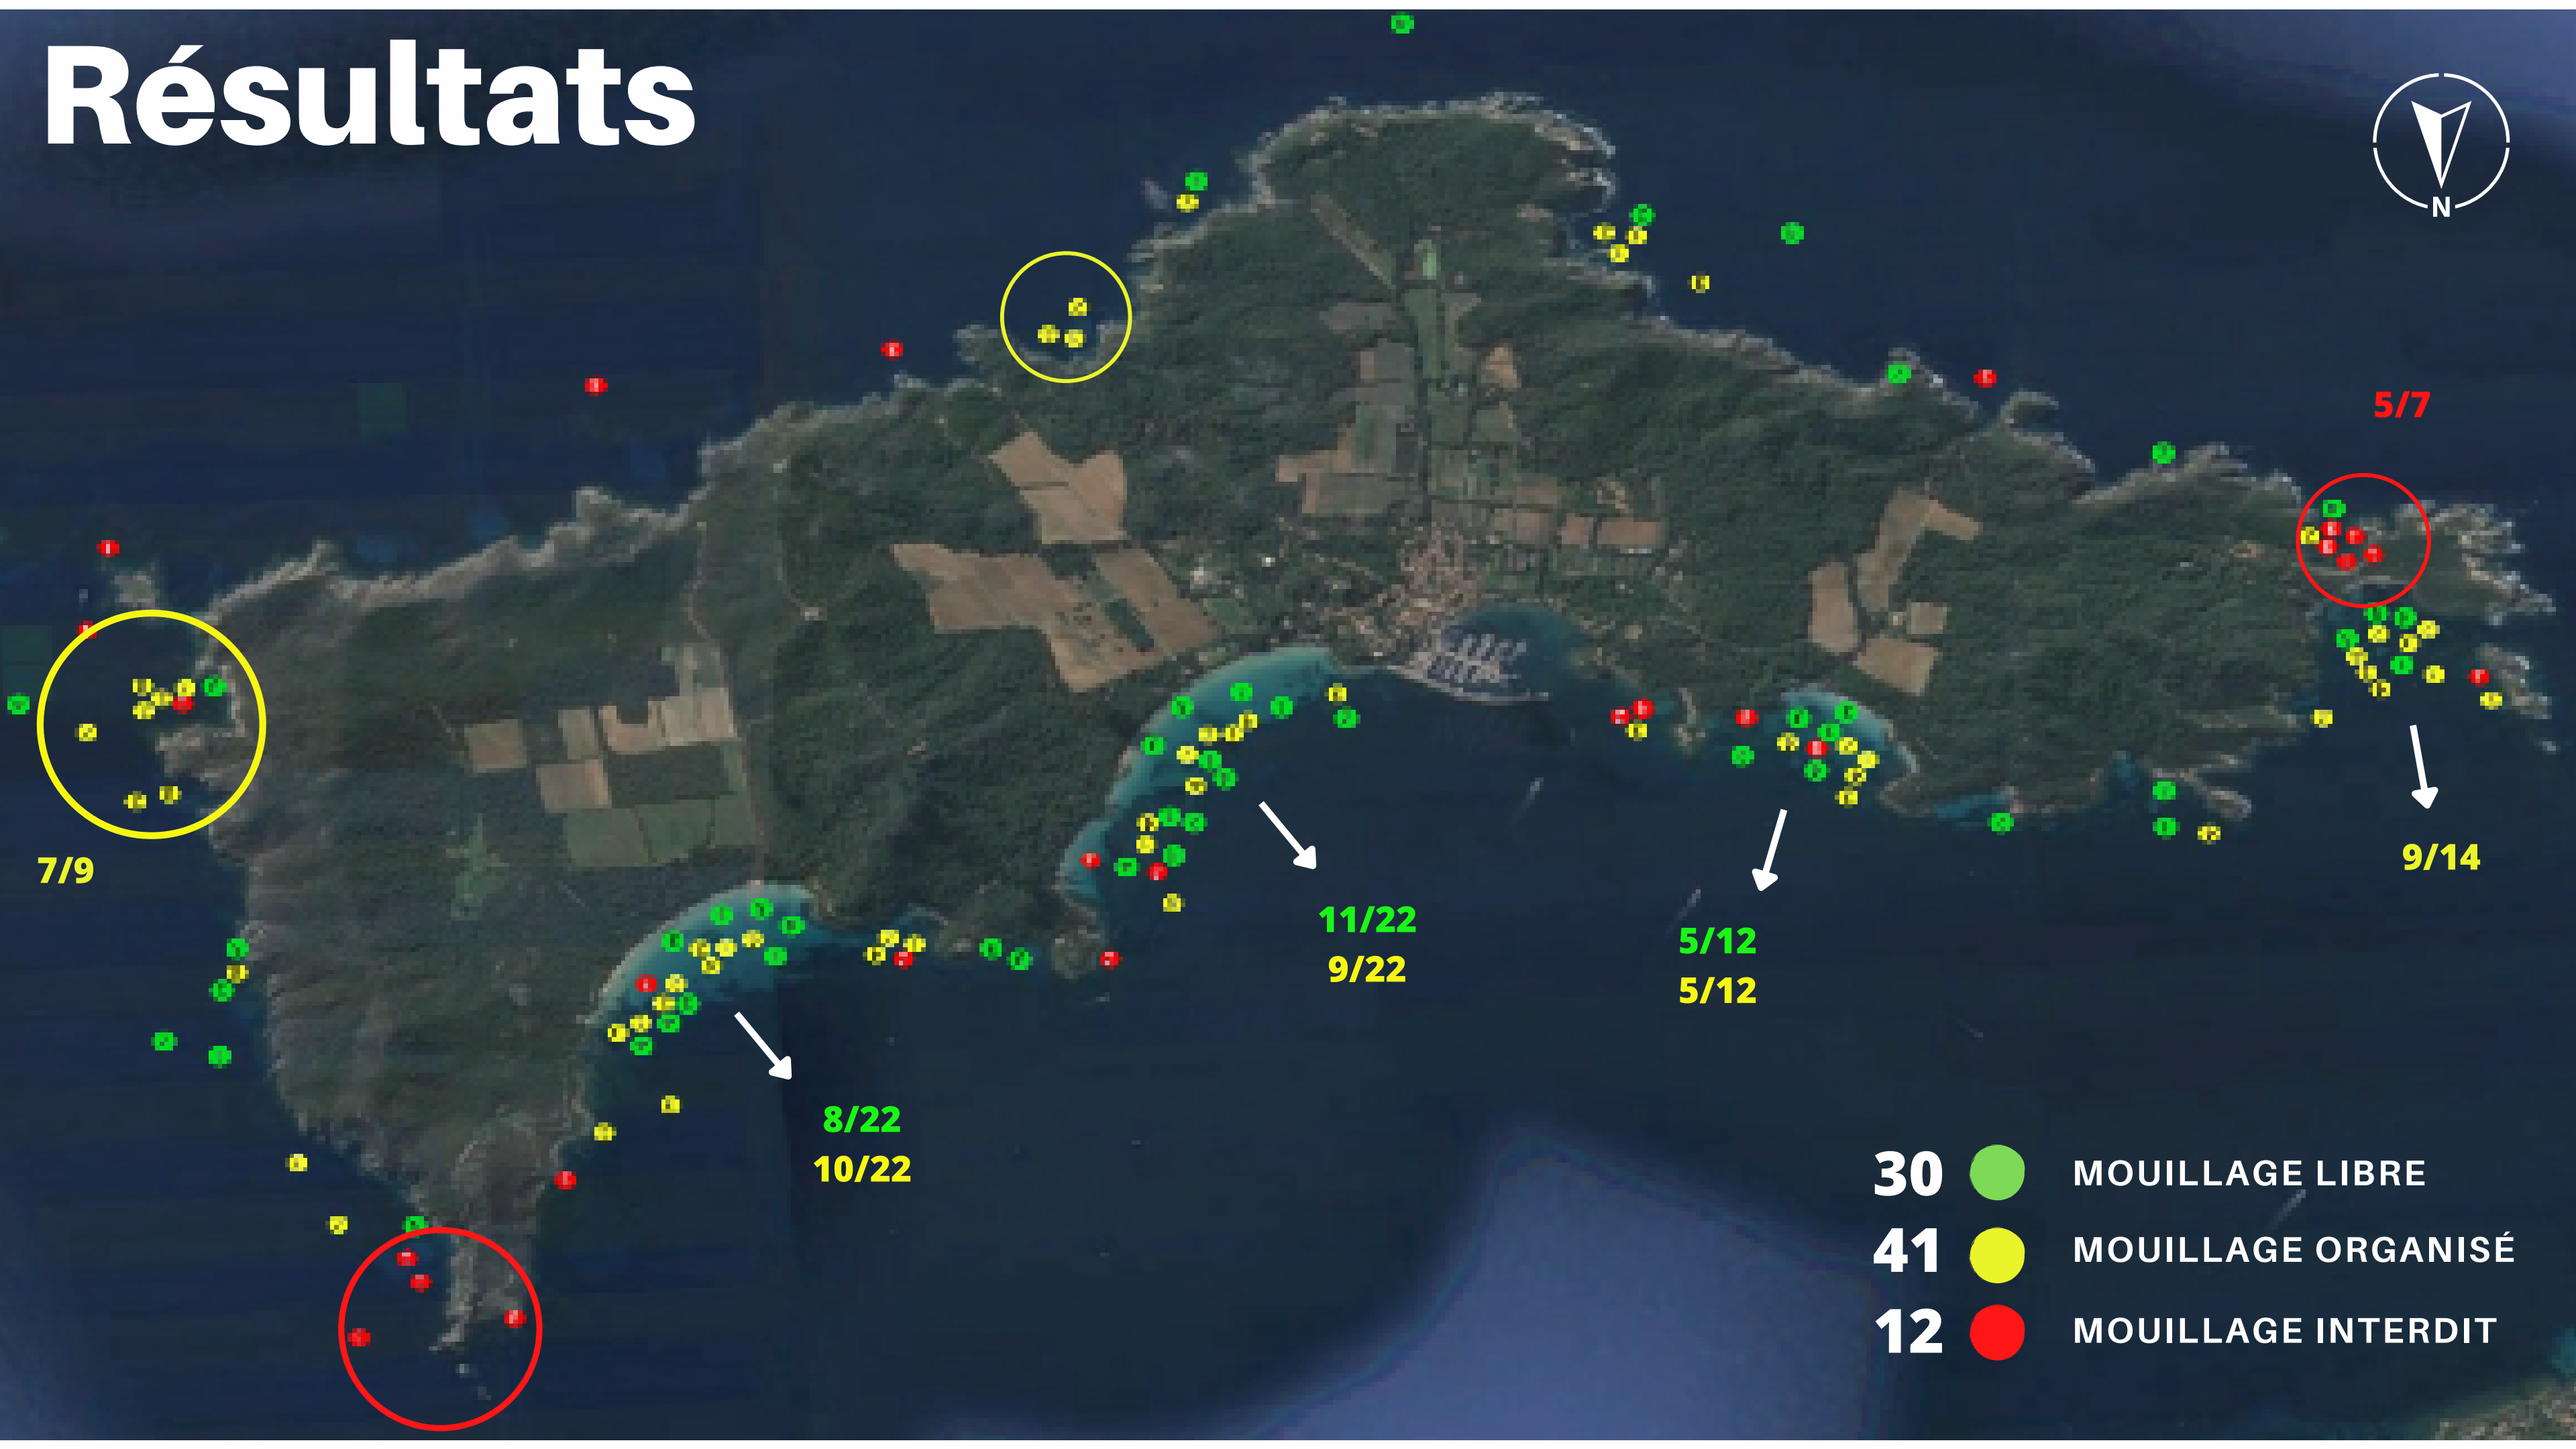 Résultats
N
5/7
7/9
9/14
11/22
9/22
5/12
5/12
8/22
10/22
30 MOUILLAGE LIBRE
41 MOUILLAGE ORGANISÉ
12 MOUILLAGE INTERDIT